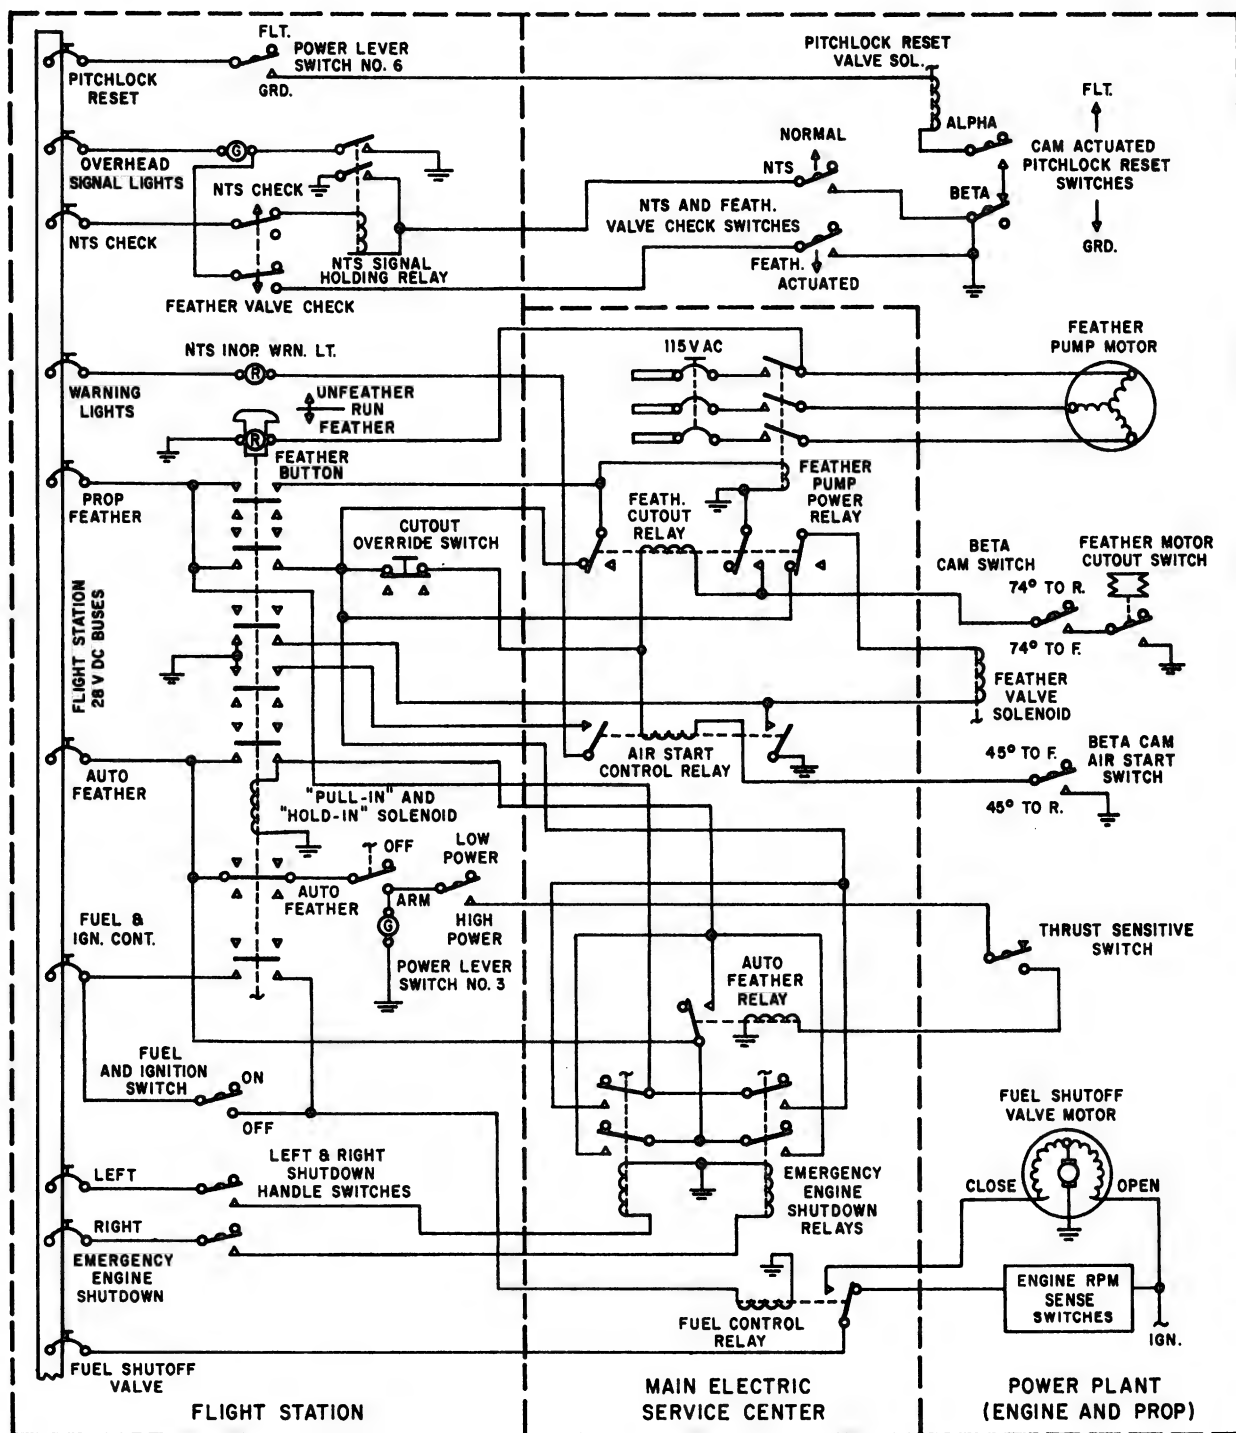 FLT.
POWER LEVER
SWITCH NO. 6
GRD.
PITCHLOCK
RESET
PITCHLOCK RESET
VALVE SOL.
ALPHA
FLT.
CAM ACTUATED
PITCHLOCK RESET
SWITCHES
GRD.
BETA
G
OVERHEAD
SIGNAL LIGHTS
NTS CHECK
NTS CHECK
NTS SIGNAL
HOLDING RELAY
FEATHER VALVE CHECK
NORMAL
NTS
NTS AND FEATH.
VALVE CHECK SWITCHES
FEATH.
ACTUATED
NTS INOP. WRN. LT.
R
WARNING
LIGHTS
UNFEATHER
RUN
FEATHER
R
FEATHER
BUTTON
115 V AC
FEATHER
PUMP MOTOR
PROP
FEATHER
CUTOUT
OVERRIDE SWITCH
FEATH.
CUTOUT
RELAY
FEATHER
PUMP
POWER
RELAY
BETA
CAM SWITCH
FEATHER MOTOR
CUTOUT SWITCH
74° TO R.
74° TO F.
FLIGHT STATION
28 V DC BUSES
FEATHER
VALVE
SOLENOID
AIR START
CONTROL RELAY
45° TO F.
45° TO R.
BETA CAM
AIR START
SWITCH
AUTO
FEATHER
"PULL-IN" AND
"HOLD-IN" SOLENOID
OFF
LOW
POWER
AUTO
FEATHER
ARM
HIGH
POWER
G
POWER LEVER
SWITCH NO. 3
FUEL &
IGN. CONT.
THRUST SENSITIVE
SWITCH
AUTO
FEATHER
RELAY
FUEL
AND IGNITION
SWITCH
ON
OFF
LEFT & RIGHT
SHUTDOWN
HANDLE SWITCHES
LEFT
RIGHT
EMERGENCY
ENGINE
SHUTDOWN
EMERGENCY
ENGINE
SHUTDOWN
RELAYS
FUEL SHUTOFF
VALVE MOTOR
CLOSE
OPEN
FUEL CONTROL
RELAY
ENGINE RPM
SENSE
SWITCHES
IGN.
FUEL SHUTOFF
VALVE
FLIGHT STATION
MAIN ELECTRIC
SERVICE CENTER
POWER PLANT
(ENGINE AND PROP)